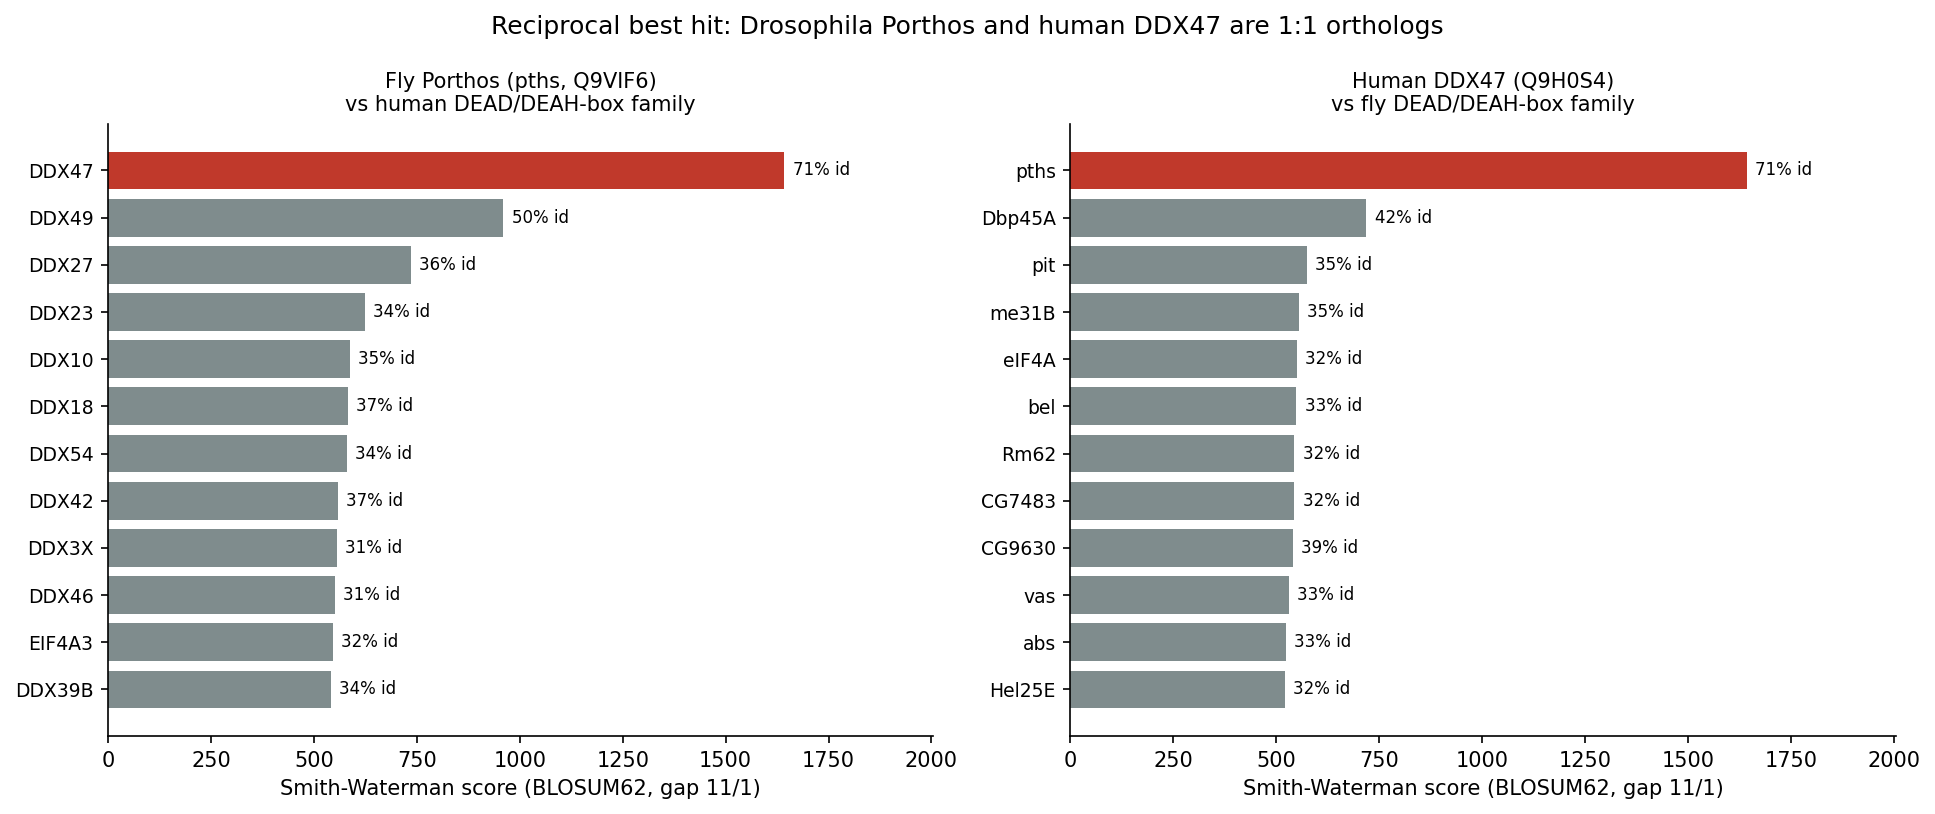 Reciprocal best hit: Drosophila Porthos and human DDX47 are 1:1 orthologs
Fly Porthos (pths, Q9VIF6)
vs human DEAD/DEAH-box family
DDX47 71% id
DDX49 50% id
DDX27 36% id
DDX23 34% id
DDX10 35% id
DDX18 37% id
DDX54 34% id
DDX42 37% id
DDX3X 31% id
DDX46 31% id
EIF4A3 32% id
DDX39B 34% id
0 250 500 750 1000 1250 1500 1750 2000
Smith-Waterman score (BLOSUM62, gap 11/1)
Human DDX47 (Q9H0S4)
vs fly DEAD/DEAH-box family
pths 71% id
Dbp45A 42% id
pit 35% id
me31B 35% id
eIF4A 32% id
bel 33% id
Rm62 32% id
CG7483 32% id
CG9630 39% id
vas 33% id
abs 33% id
Hel25E 32% id
0 250 500 750 1000 1250 1500 1750 2000
Smith-Waterman score (BLOSUM62, gap 11/1)